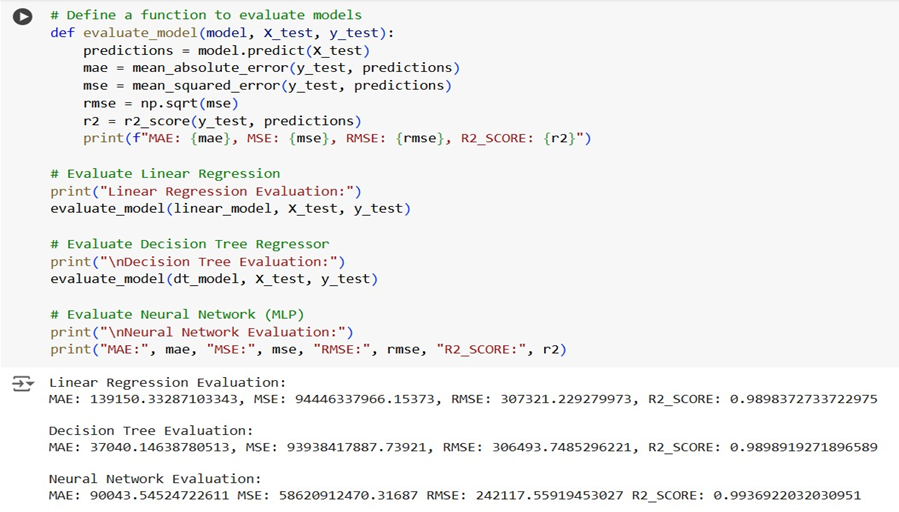 # Define a function to evaluate models
def evaluate_model(model, X_test, y_test):
    predictions = model.predict(X_test)
    mae = mean_absolute_error(y_test, predictions)
    mse = mean_squared_error(y_test, predictions)
    rmse = np.sqrt(mse)
    r2 = r2_score(y_test, predictions)
    print(f"MAE: {mae}, MSE: {mse}, RMSE: {rmse}, R2_SCORE: {r2}")

# Evaluate Linear Regression
print("Linear Regression Evaluation:")
evaluate_model(linear_model, X_test, y_test)

# Evaluate Decision Tree Regressor
print("\nDecision Tree Evaluation:")
evaluate_model(dt_model, X_test, y_test)

# Evaluate Neural Network (MLP)
print("\nNeural Network Evaluation:")
print("MAE:", mae, "MSE:", mse, "RMSE:", rmse, "R2_SCORE:", r2)

Linear Regression Evaluation:
MAE: 139150.33287103343, MSE: 94446337966.15373, RMSE: 307321.229279973, R2_SCORE: 0.9898372733722975

Decision Tree Evaluation:
MAE: 37040.14638780513, MSE: 93938417887.73921, RMSE: 306493.7485296221, R2_SCORE: 0.9898919271896589

Neural Network Evaluation:
MAE: 90043.54524722611 MSE: 58620912470.31687 RMSE: 242117.55919453027 R2_SCORE: 0.9936922032030951